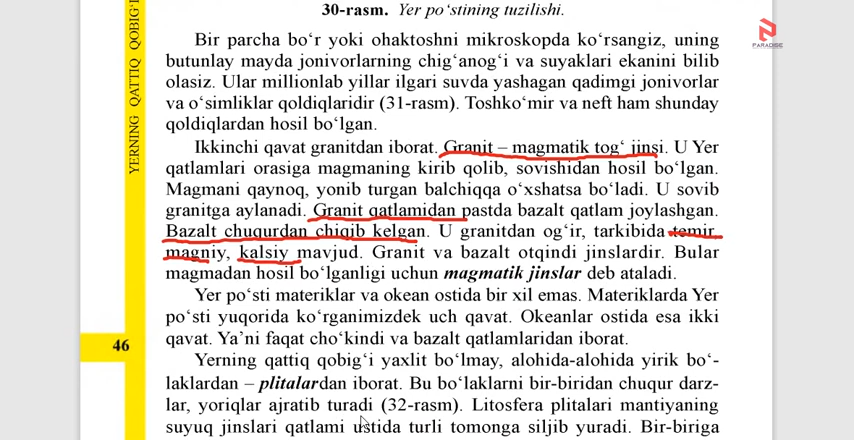 30-rasm. Yer po‘stining tuzilishi.
PARADISE
YERNING QATTIQ QOBIG‘I
Bir parcha bo‘r yoki ohaktoshni mikroskopda ko‘rsangiz, uning
butunlay mayda jonivorlarning chig‘anog‘i va suyaklari ekanini bilib
olasiz. Ular millionlab yillar ilgari suvda yashagan qadimgi jonivorlar
va o‘simliklar qoldiqlaridir (31-rasm). Toshko‘mir va neft ham shunday
qoldiqlardan hosil bo‘lgan.
Ikkinchi qavat granitdan iborat. Granit – magmatik tog‘ jinsi. U Yer
qatlamlari orasiga magmaning kirib qolib, sovishidan hosil bo‘lgan.
Magmani qaynoq, yonib turgan balchiqqa o‘xshatsa bo‘ladi. U sovib
granitga aylanadi. Granit qatlamidan pastda bazalt qatlam joylashgan.
Bazalt chuqurdan chiqib kelgan. U granitdan og‘ir, tarkibida temir
magniy, kalsiy mavjud. Granit va bazalt otqindi jinslardir. Bular
magmadan hosil bo‘lganligi uchun magmatik jinslar deb ataladi.
Yer po‘sti materiklar va okean ostida bir xil emas. Materiklarda Yer
po‘sti yuqorida ko‘rganimizdek uch qavat. Okeanlar ostida esa ikki
qavat. Ya’ni faqat cho‘kindi va bazalt qatlamlaridan iborat.
46
Yerning qattiq qobig‘i yaxlit bo‘lmay, alohida-alohida yirik bo‘-
laklardan – plitalardan iborat. Bu bo‘laklarni bir-biridan chuqur darz-
lar, yoriqlar ajratib turadi (32-rasm). Litosfera plitalari mantiyaning
suyuq jinslari qatlami ustida turli tomonga siljib yuradi. Bir-biriga